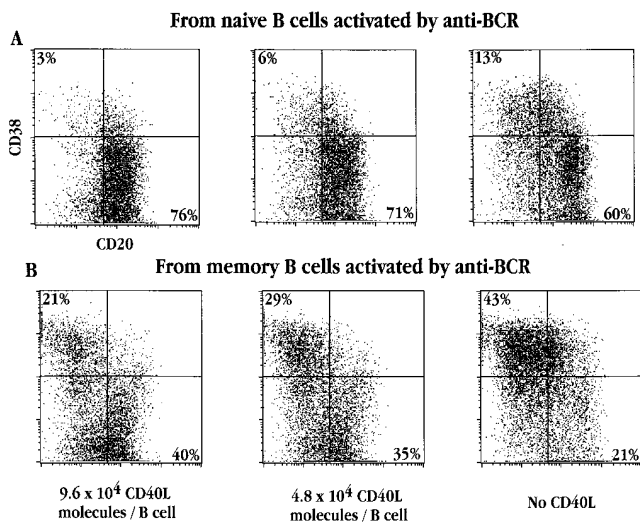 From naive B cells activated by anti-BCR
A
3%
6%
13%
CD38
76%
71%
60%
CD20
B
From memory B cells activated by anti-BCR
21%
29%
43%
40%
35%
21%
9.6 x 10⁴ CD40L
molecules / B cell
4.8 x 10⁴ CD40L
molecules / B cell
No CD40L